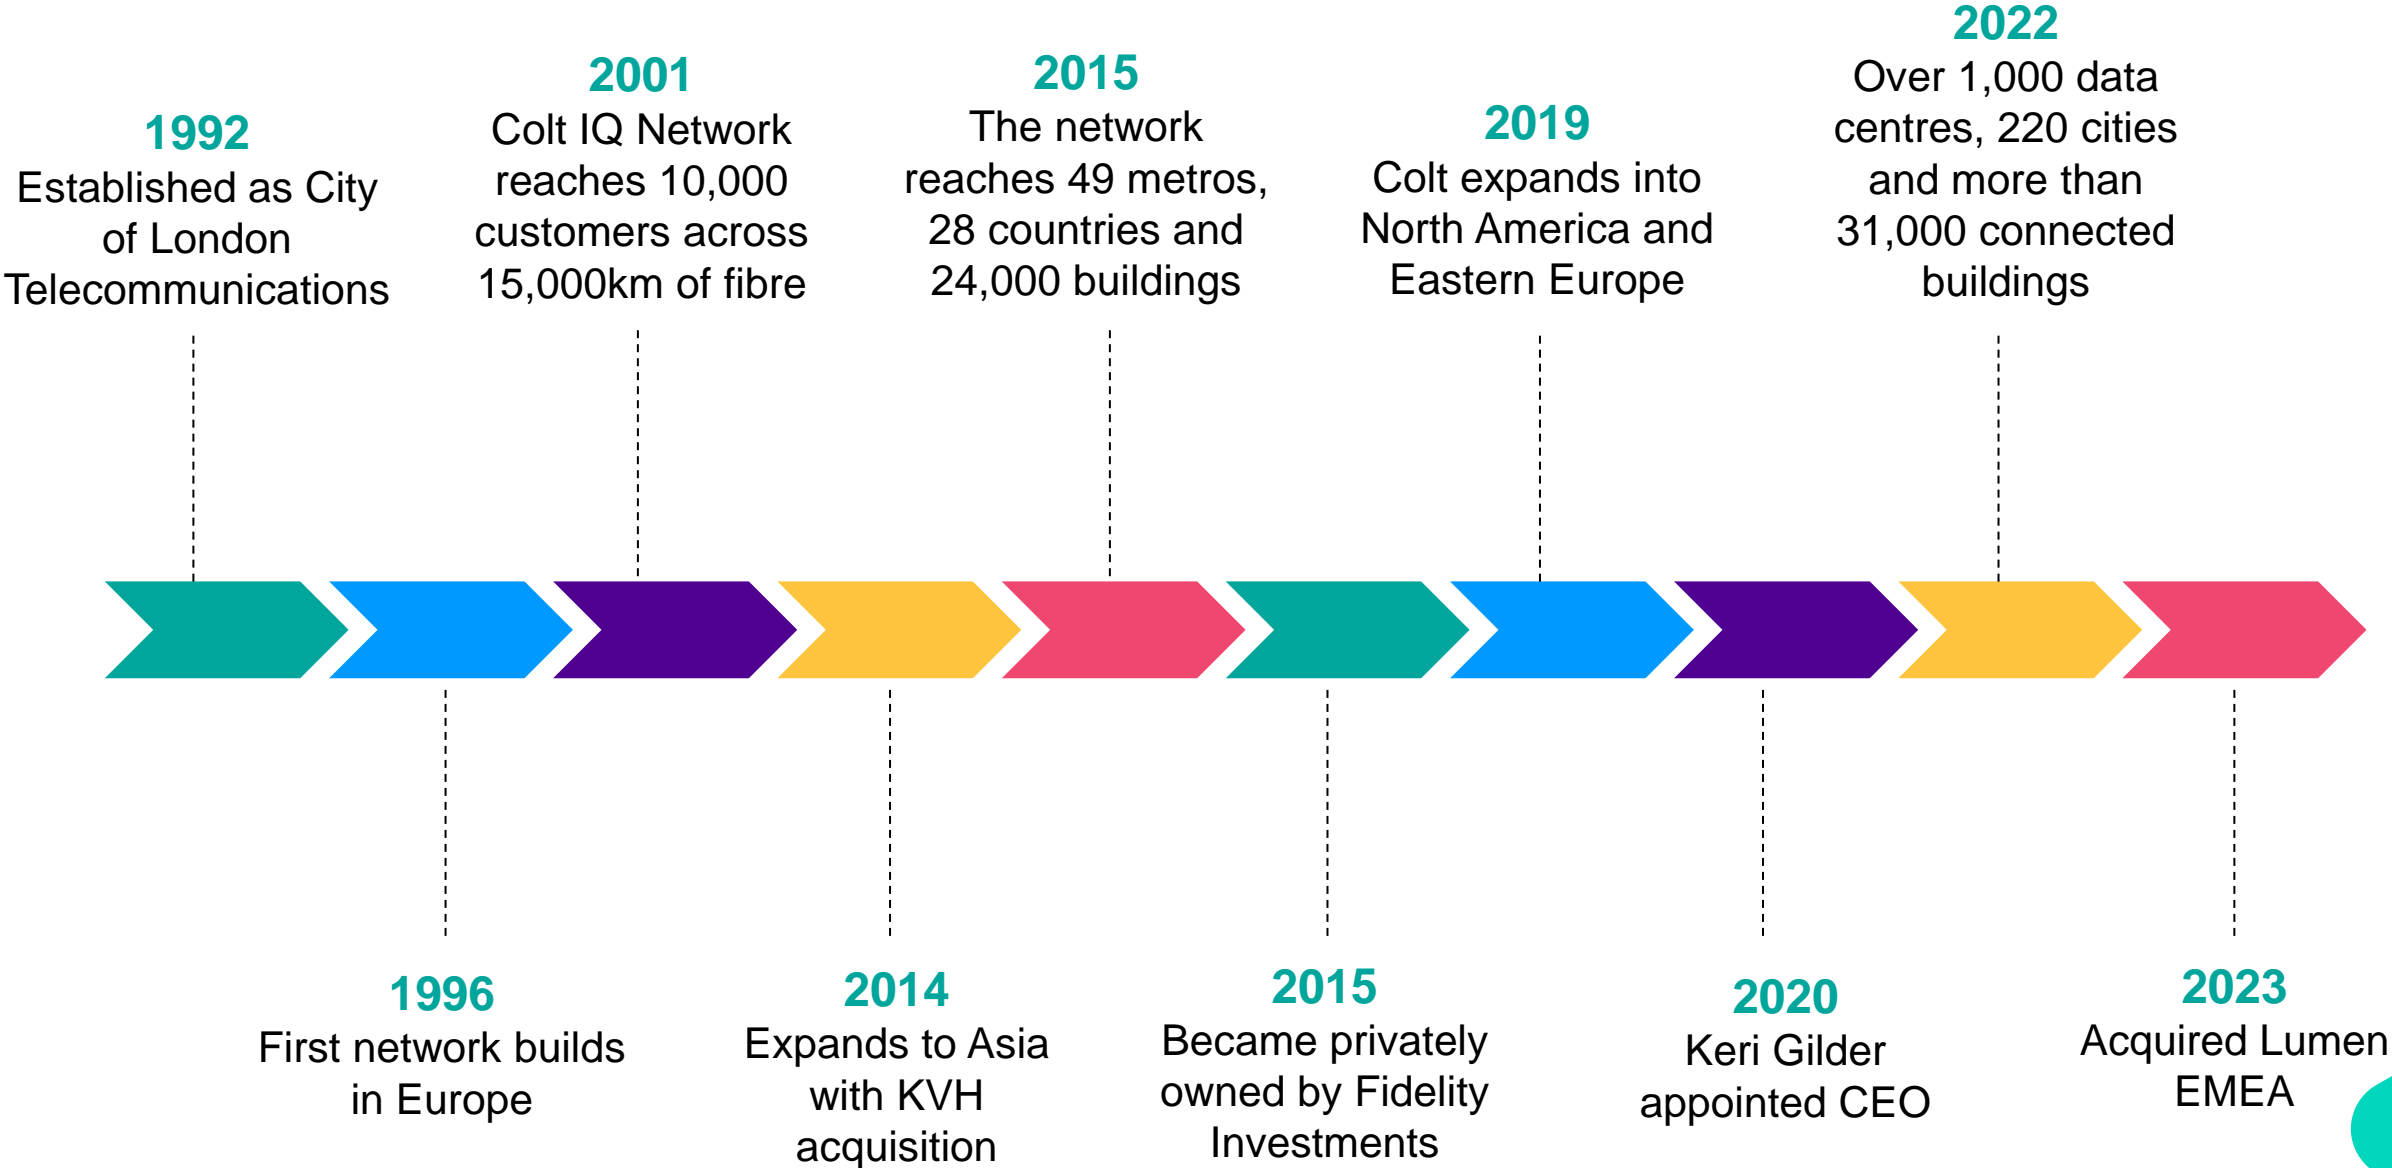 1992
Established as City
of London
Telecommunications
2001
Colt IQ Network
reaches 10,000
customers across
15,000km of fibre
2015
The network
reaches 49 metros,
28 countries and
24,000 buildings
2019
Colt expands into
North America and
Eastern Europe
2022
Over 1,000 data
centres, 220 cities
and more than
31,000 connected
buildings
1996
First network builds
in Europe
2014
Expands to Asia
with KVH
acquisition
2015
Became privately
owned by Fidelity
Investments
2020
Keri Gilder
appointed CEO
2023
Acquired Lumen
EMEA